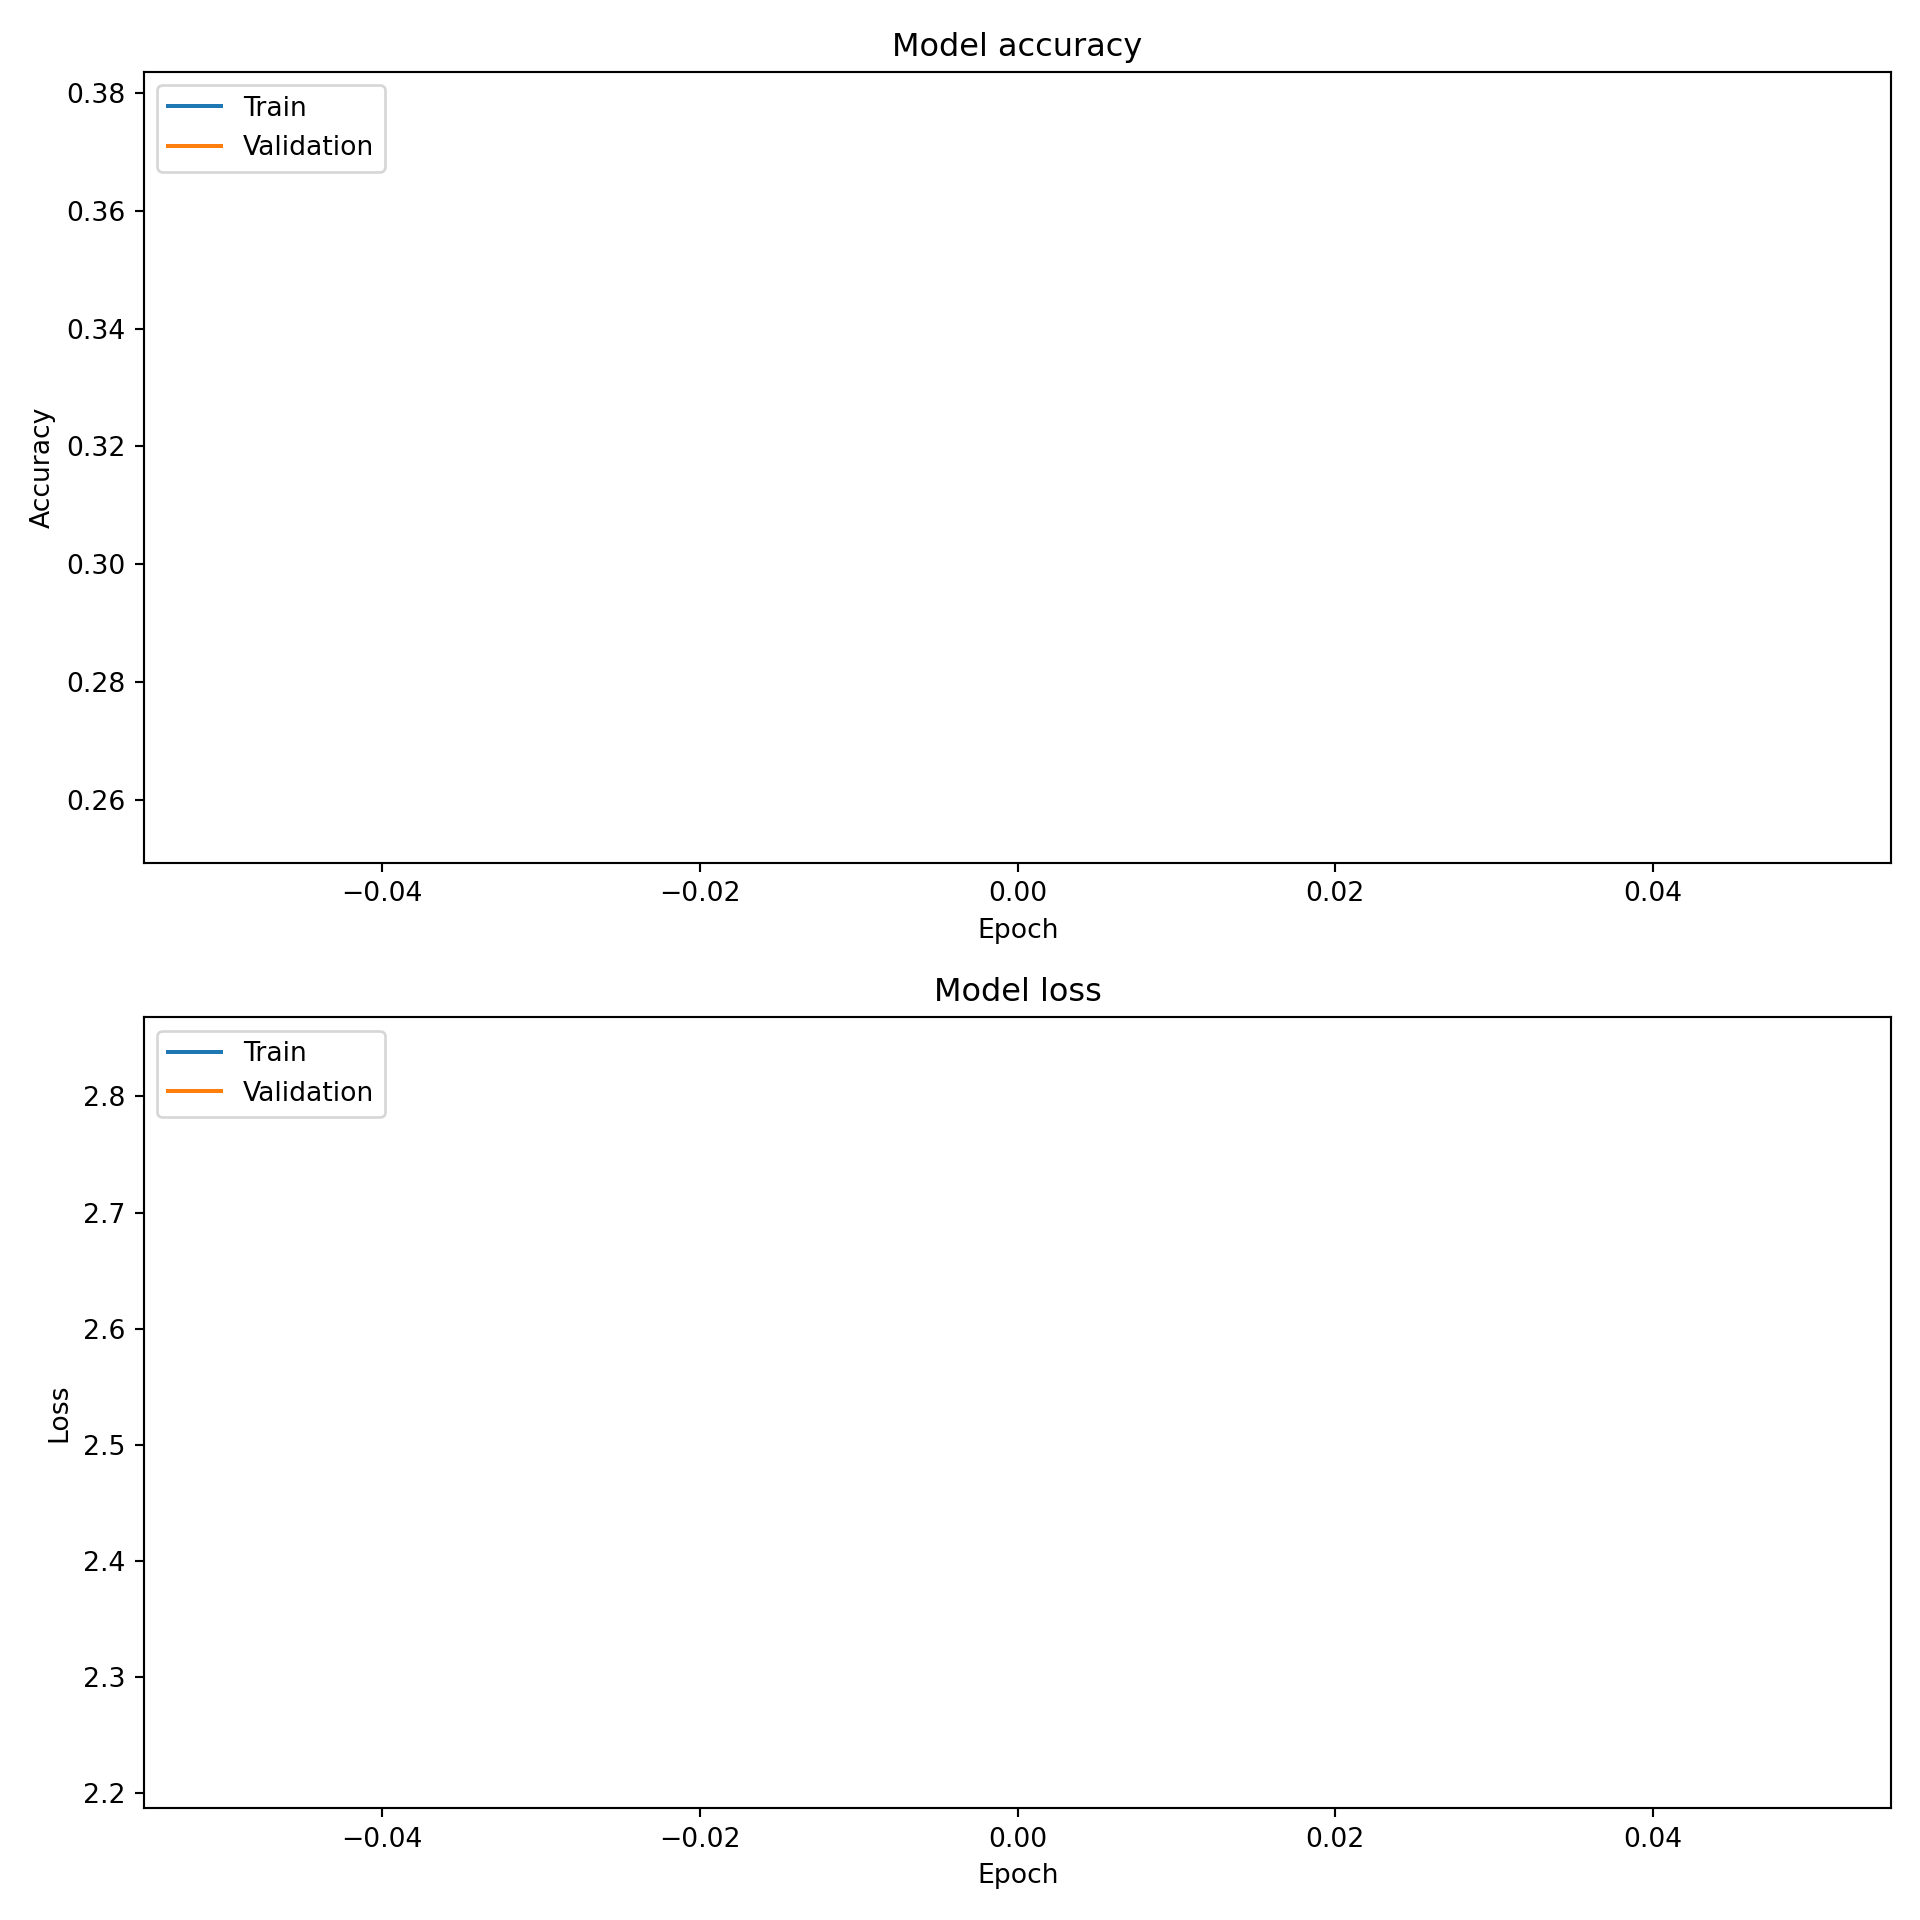 Model accuracy
0.38
0.36
0.34
0.32
0.30
0.28
0.26
Accuracy
Train
Validation
−0.04 −0.02 0.00 0.02 0.04
Epoch
Model loss
2.8
2.7
2.6
2.5
2.4
2.3
2.2
Loss
Train
Validation
−0.04 −0.02 0.00 0.02 0.04
Epoch